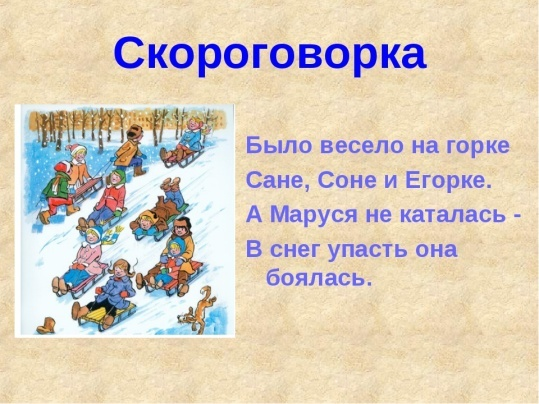 Скороговорка
Было весело на горке
Сане, Соне и Егорке.
А Маруся не каталась -
В снег упасть она
боялась.